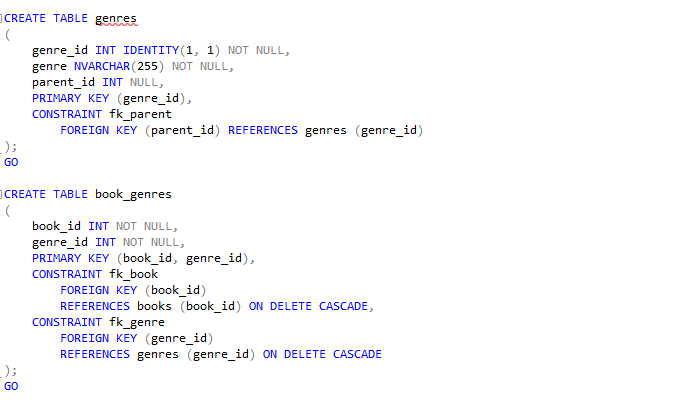 CREATE TABLE genres
(
    genre_id INT IDENTITY(1, 1) NOT NULL,
    genre NVARCHAR(255) NOT NULL,
    parent_id INT NULL,
    PRIMARY KEY (genre_id),
    CONSTRAINT fk_parent
        FOREIGN KEY (parent_id) REFERENCES genres (genre_id)
);
GO

CREATE TABLE book_genres
(
    book_id INT NOT NULL,
    genre_id INT NOT NULL,
    PRIMARY KEY (book_id, genre_id),
    CONSTRAINT fk_book
        FOREIGN KEY (book_id)
        REFERENCES books (book_id) ON DELETE CASCADE,
    CONSTRAINT fk_genre
        FOREIGN KEY (genre_id)
        REFERENCES genres (genre_id) ON DELETE CASCADE
);
GO